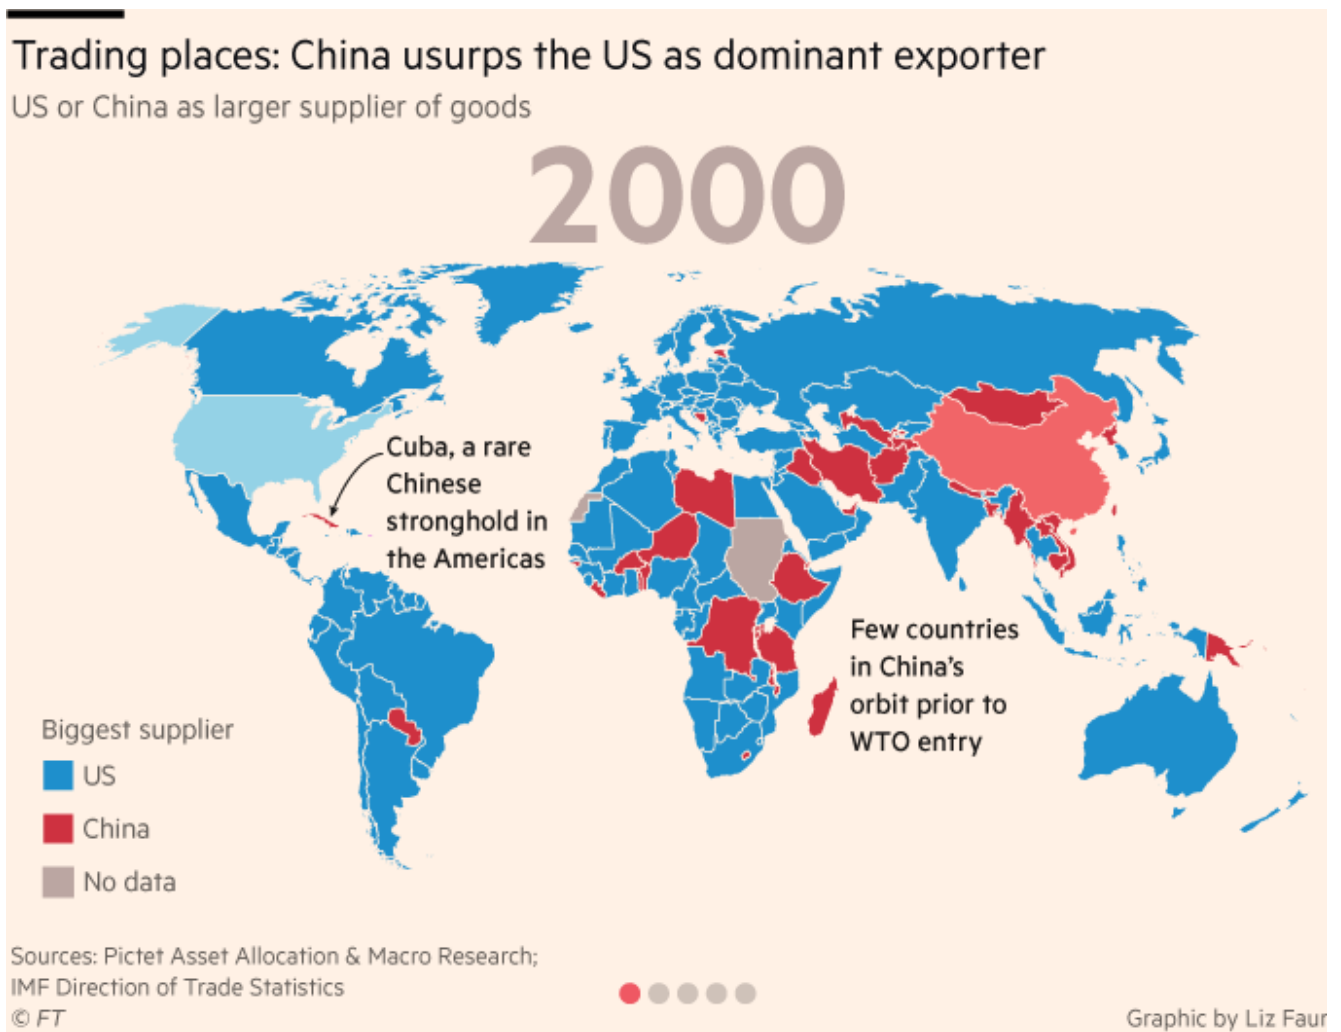 Trading places: China usurps the US as dominant exporter
US or China as larger supplier of goods
2000
Cuba, a rare
Chinese
stronghold in
the Americas
Few countries
in China's
orbit prior to
WTO entry
Biggest supplier
US
China
No data
Sources: Pictet Asset Allocation & Macro Research;
IMF Direction of Trade Statistics
© FT
Graphic by Liz Faun